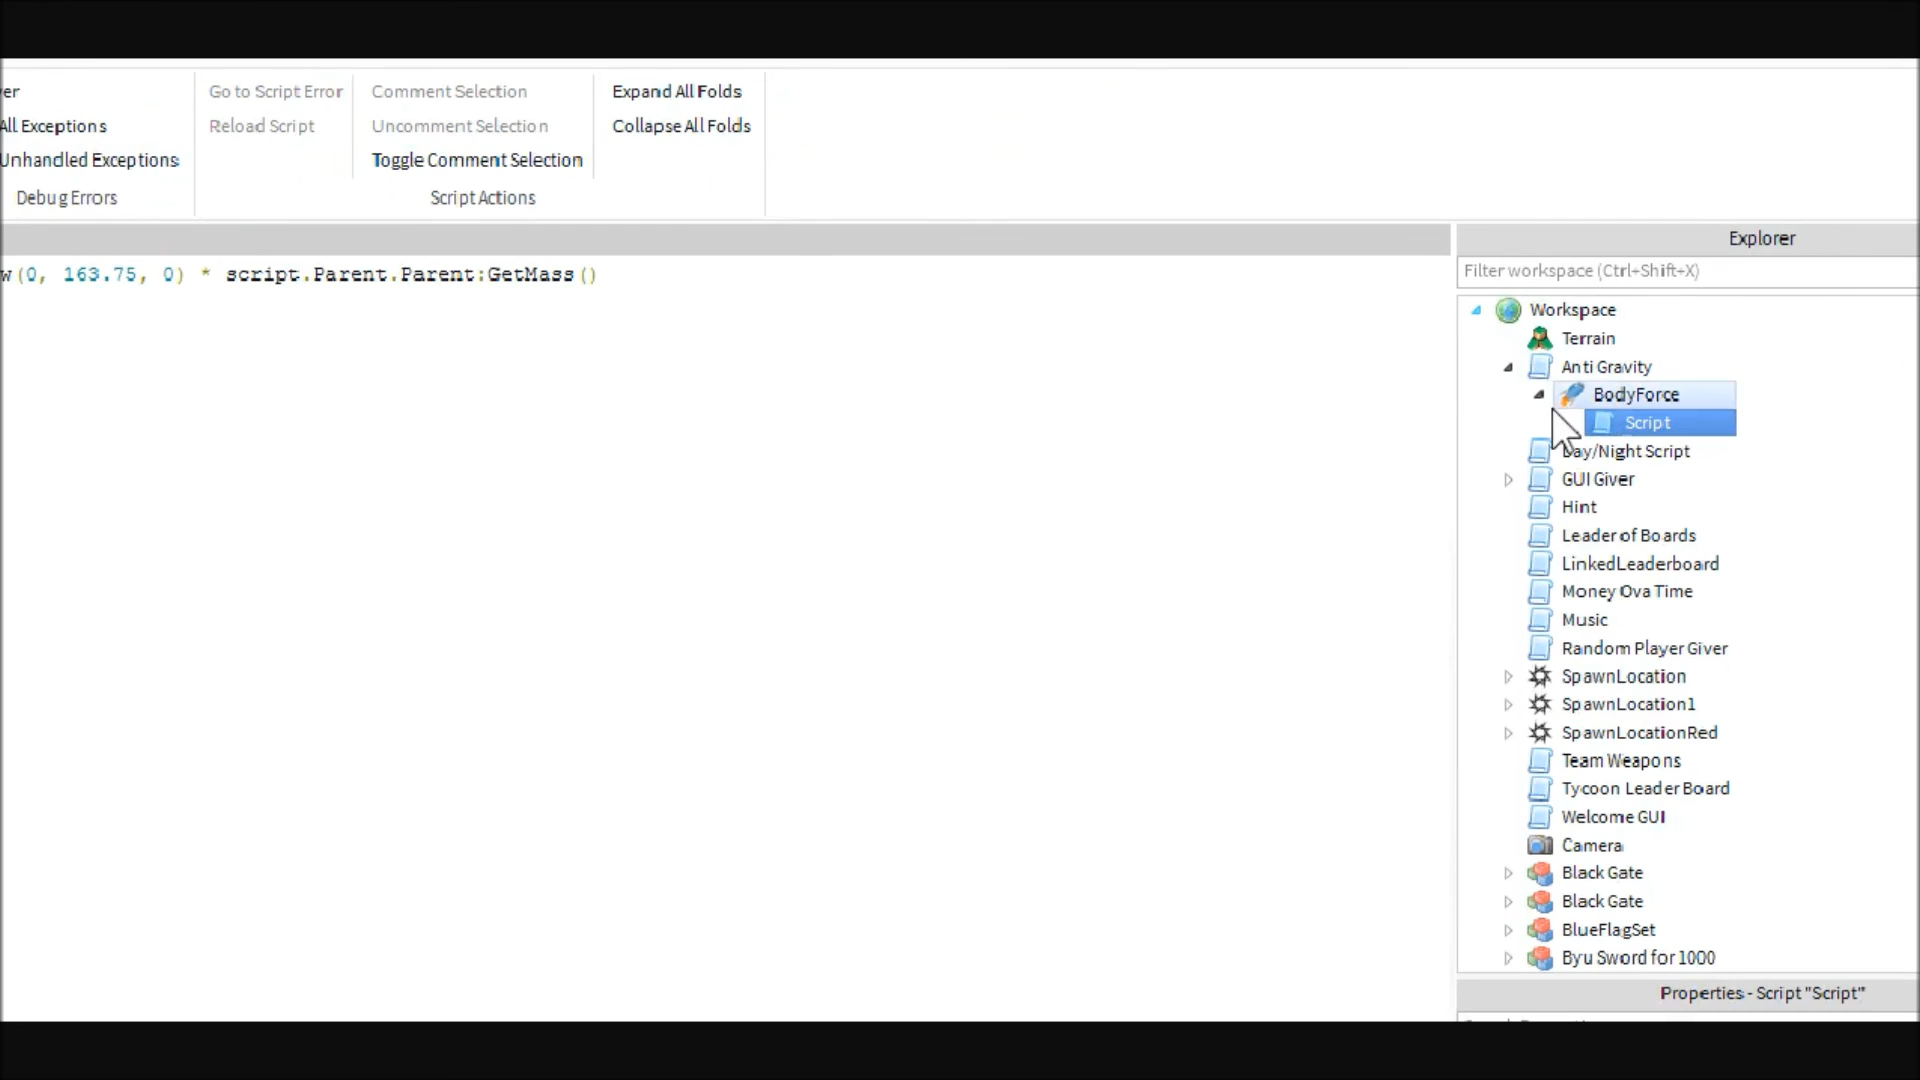 er
Go to Script Error
Comment Selection
Expand All Folds
All Exceptions
Reload Script
Uncomment Selection
Collapse All Folds
Unhandled Exceptions
Toggle Comment Selection
Debug Errors
Script Actions
Explorer
w(0, 163.75, 0) * script.Parent.Parent:GetMass()
Filter workspace (Ctrl+Shift+X)
Workspace
Terrain
Anti Gravity
BodyForce
Script
Day/Night Script
GUI Giver
Hint
Leader of Boards
LinkedLeaderboard
Money Ova Time
Music
Random Player Giver
SpawnLocation
SpawnLocation1
SpawnLocationRed
Team Weapons
Tycoon Leader Board
Welcome GUI
Camera
Black Gate
Black Gate
BlueFlagSet
Byu Sword for 1000
Properties - Script "Script"